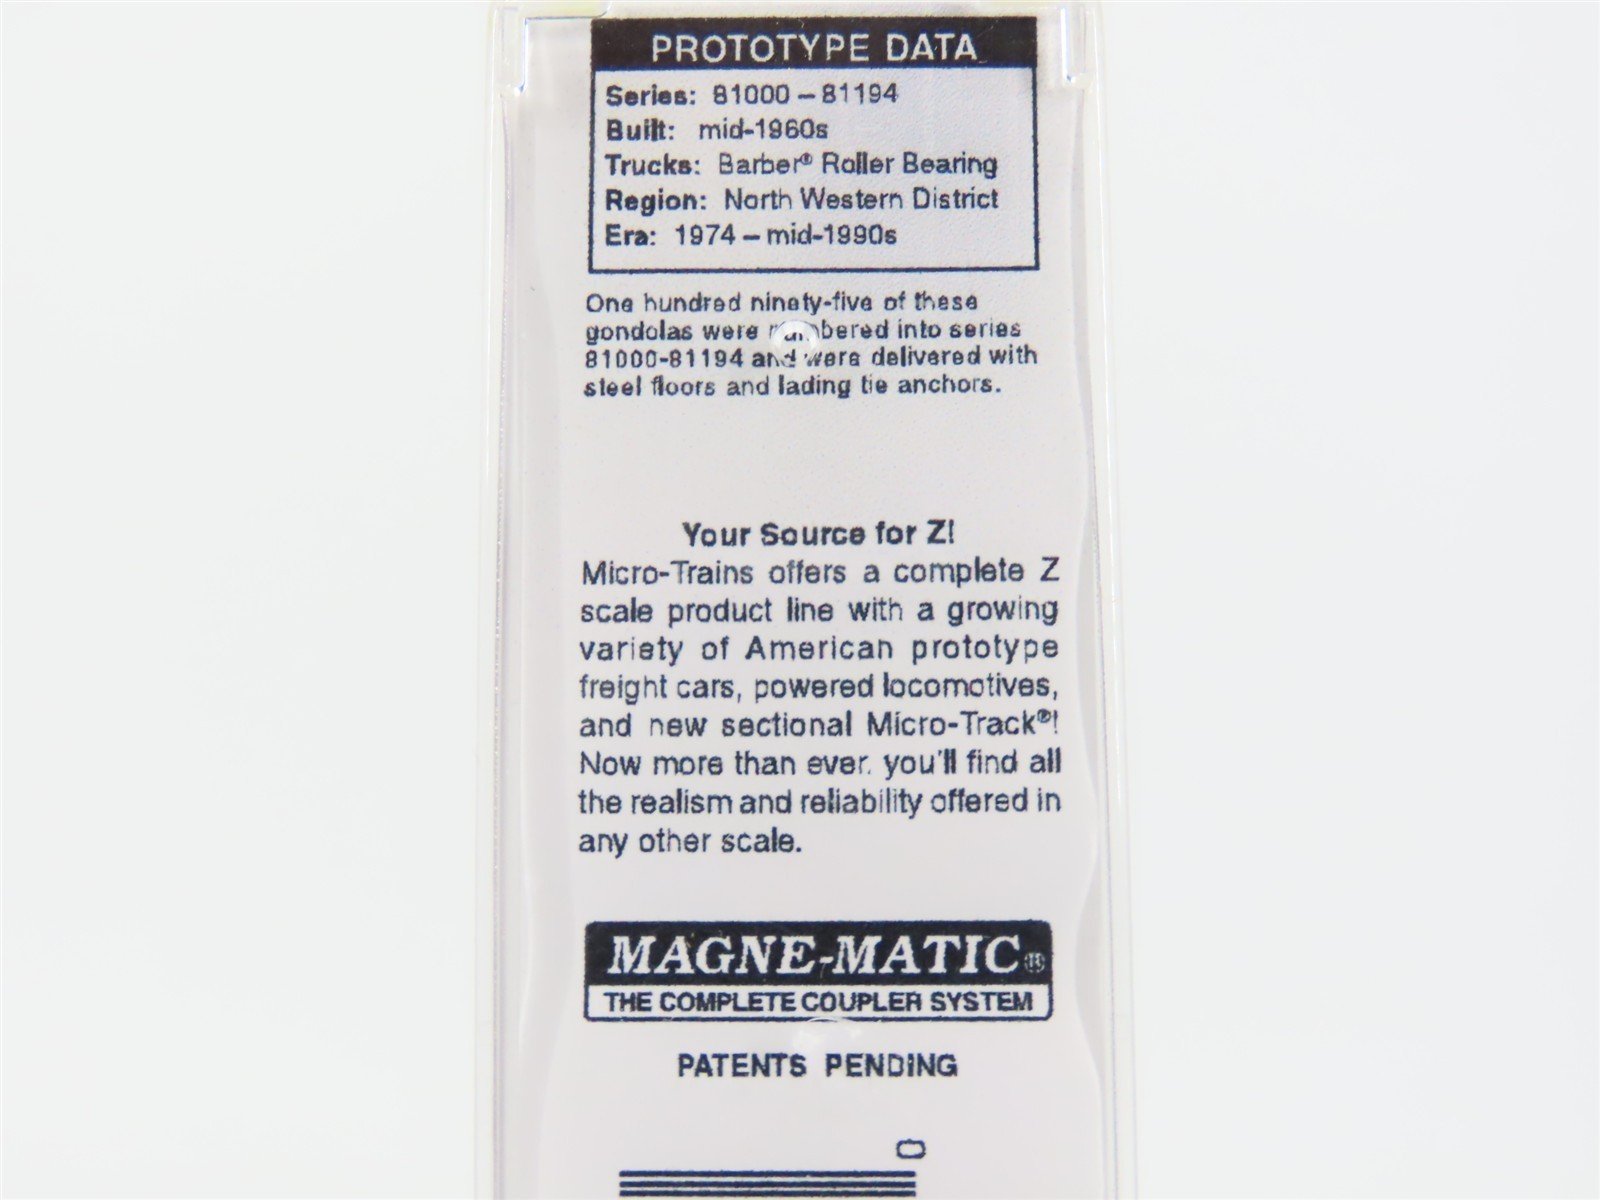 PROTOTYPE DATA
Series: 81000 – 81194
Built: mid-1960s
Trucks: Barber® Roller Bearing
Region: North Western District
Era: 1974 – mid-1990s
One hundred ninety-five of these
gondolas were numbered into series
81000-81194 and were delivered with
steel floors and lading tie anchors.
Your Source for Z!
Micro-Trains offers a complete Z
scale product line with a growing
variety of American prototype
freight cars, powered locomotives,
and new sectional Micro-Track®!
Now more than ever, you'll find all
the realism and reliability offered in
any other scale.
MAGNE-MATIC®
THE COMPLETE COUPLER SYSTEM
PATENTS PENDING
0